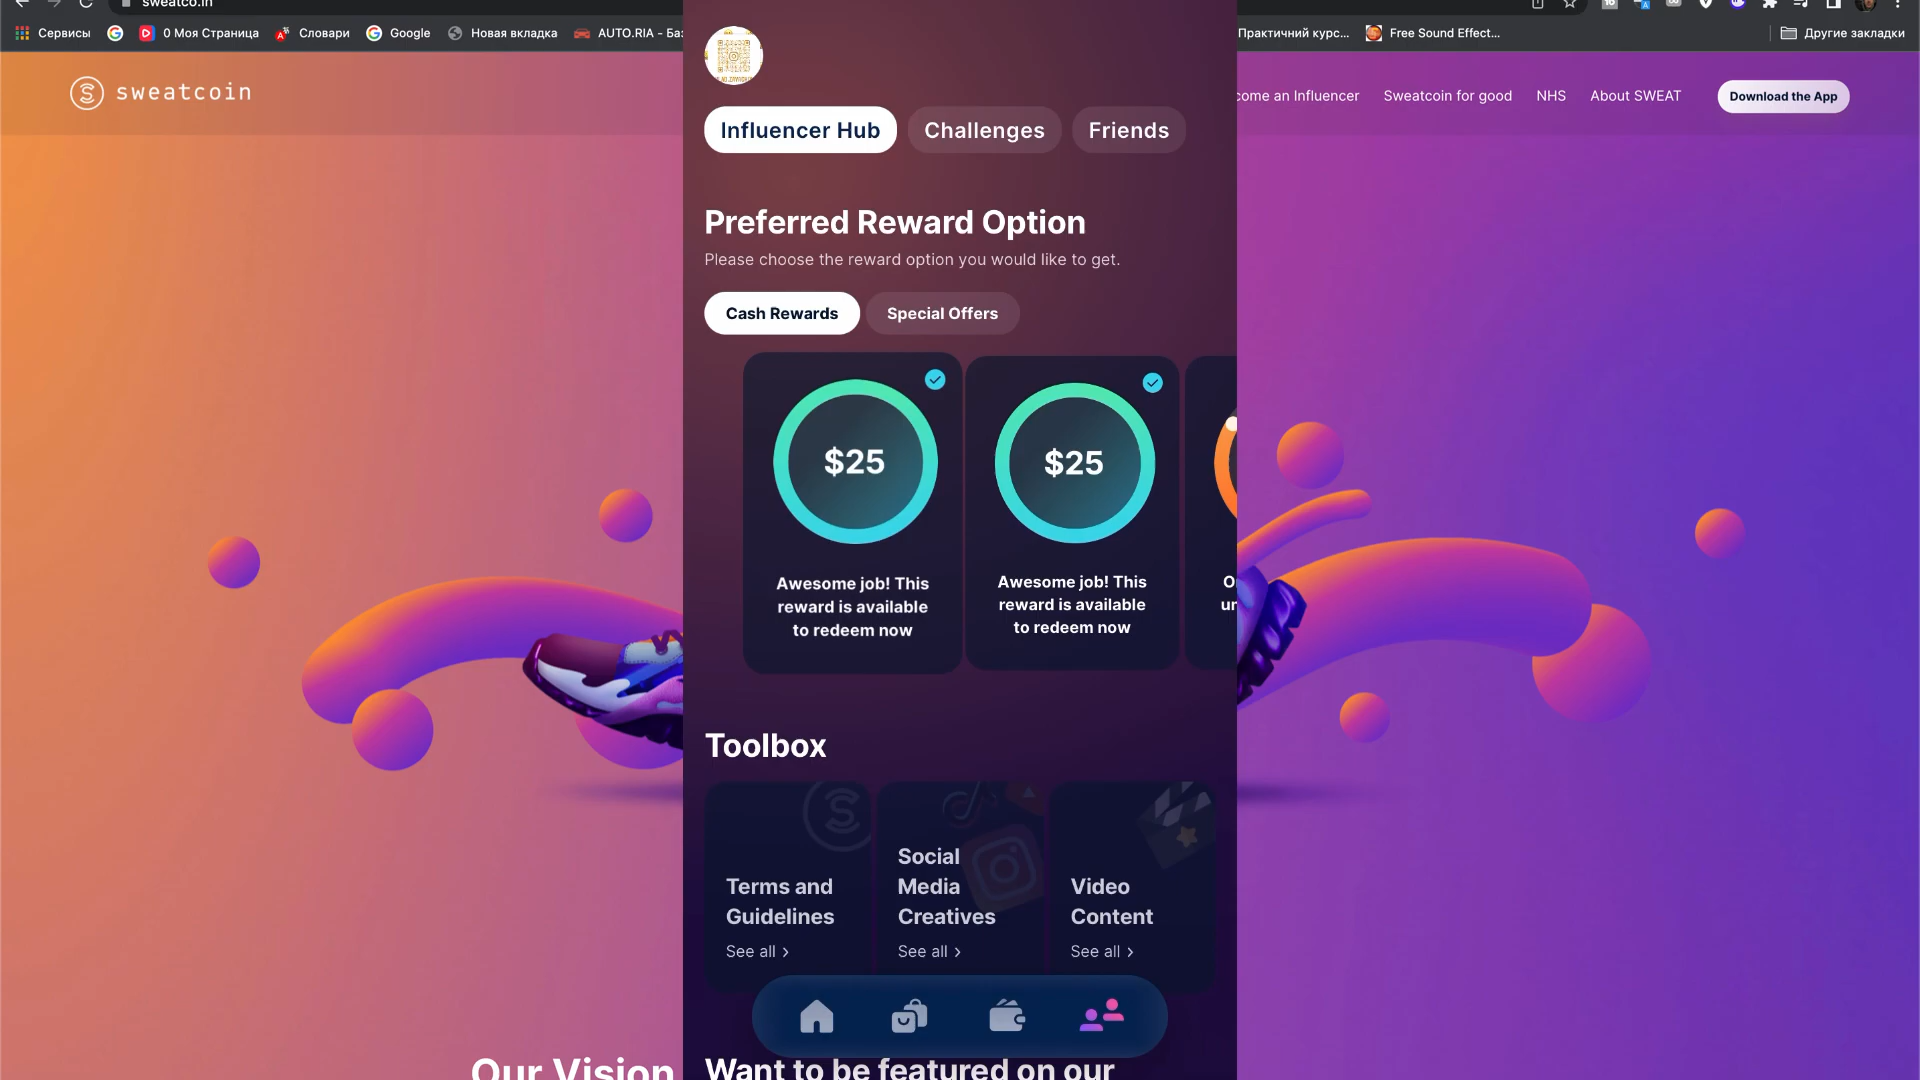 sweatco.in
Сервисы
0 Моя Страница
Словари
Google
Новая вкладка
AUTO.RIA - Ба
Практичний курс...
Free Sound Effect...
Другие закладки
sweatcoin
come an Influencer
Sweatcoin for good
NHS
About SWEAT
Download the App
Influencer Hub
Challenges
Friends
Preferred Reward Option
Please choose the reward option you would like to get.
Cash Rewards
Special Offers
$25
Awesome job! This
reward is available
to redeem now
$25
Awesome job! This
reward is available
to redeem now
Toolbox
Terms and
Guidelines
See all >
Social
Media
Creatives
See all >
Video
Content
See all >
Our Vision
Want to be featured on our